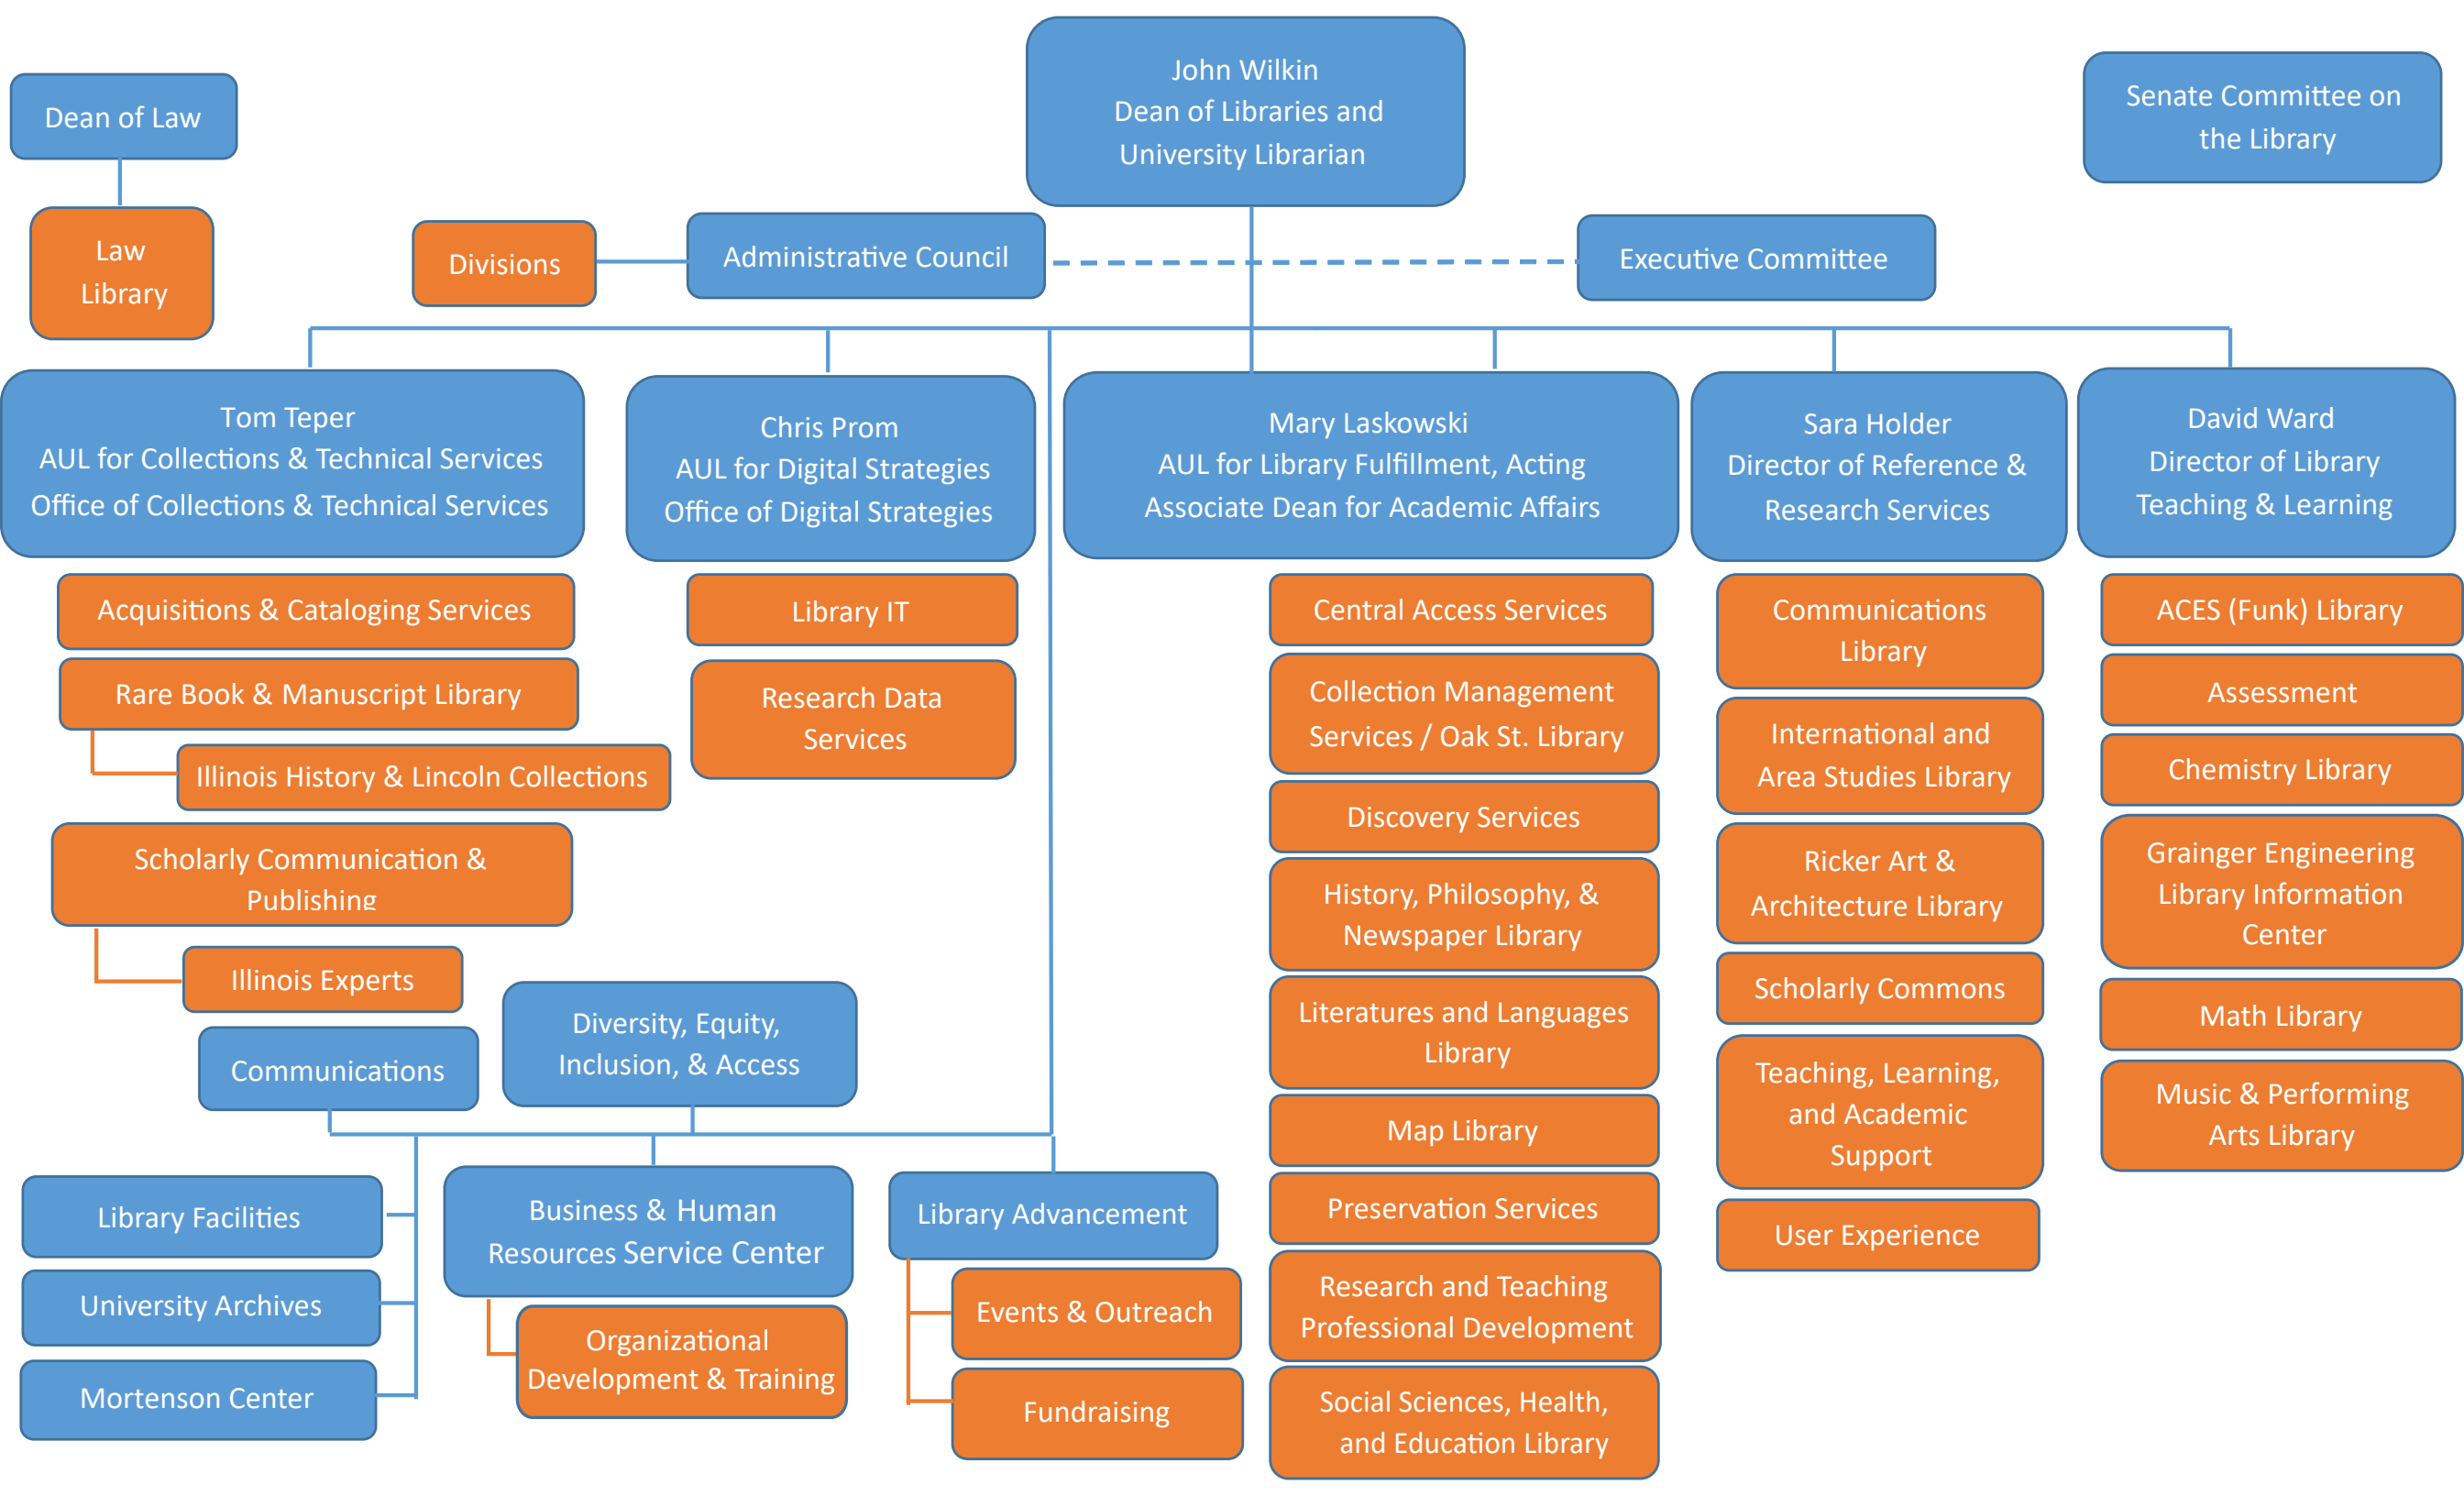 John Wilkin
Dean of Libraries and
University Librarian
Dean of Law
Senate Committee on
the Library
Law
Library
Divisions
Administrative Council
Executive Committee
Tom Teper
AUL for Collections & Technical Services
Office of Collections & Technical Services
Chris Prom
AUL for Digital Strategies
Office of Digital Strategies
Mary Laskowski
AUL for Library Fulfillment, Acting
Associate Dean for Academic Affairs
Sara Holder
Director of Reference &
Research Services
David Ward
Director of Library
Teaching & Learning
Acquisitions & Cataloging Services
Rare Book & Manuscript Library
Illinois History & Lincoln Collections
Scholarly Communication &
Publishing
Illinois Experts
Library IT
Research Data
Services
Central Access Services
Collection Management
Services / Oak St. Library
Discovery Services
History, Philosophy, &
Newspaper Library
Literatures and Languages
Library
Map Library
Preservation Services
Research and Teaching
Professional Development
Social Sciences, Health,
and Education Library
Communications
Library
International and
Area Studies Library
Ricker Art &
Architecture Library
Scholarly Commons
Teaching, Learning,
and Academic
Support
User Experience
ACES (Funk) Library
Assessment
Chemistry Library
Grainger Engineering
Library Information
Center
Math Library
Music & Performing
Arts Library
Communications
Diversity, Equity,
Inclusion, & Access
Library Facilities
University Archives
Mortenson Center
Business & Human
Resources Service Center
Organizational
Development & Training
Library Advancement
Events & Outreach
Fundraising